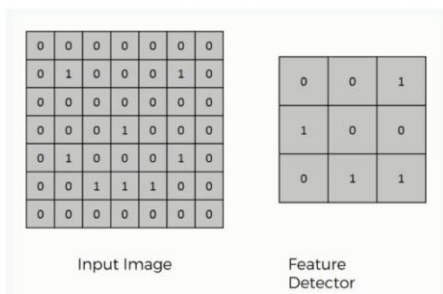 0 0 0 0 0 0 0
0 1 0 0 0 1 0
0 0 0 0 0 0 0
0 0 0 1 0 0 0
0 1 0 0 0 1 0
0 0 1 1 1 0 0
0 0 0 0 0 0 0
Input Image
0 0 1
1 0 0
0 1 1
Feature
Detector